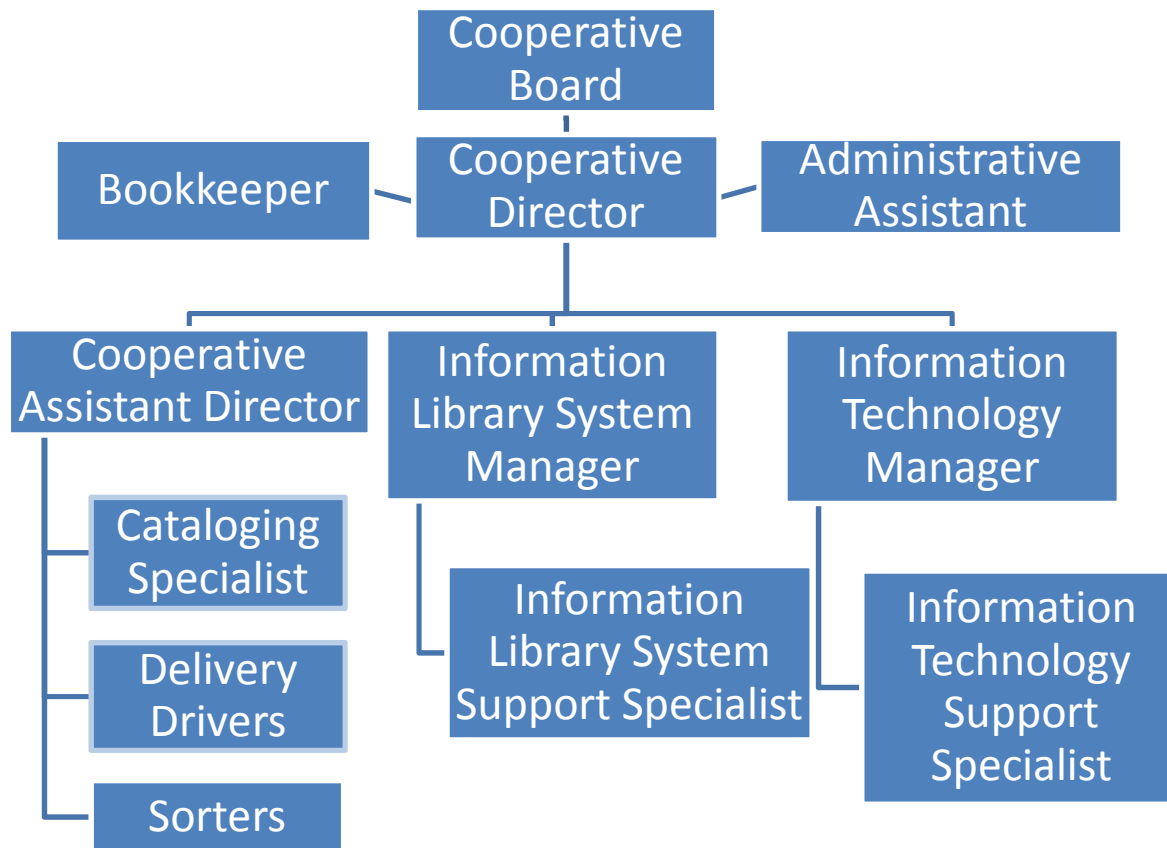 Cooperative
Board
Bookkeeper
Cooperative
Director
Administrative
Assistant
Cooperative
Assistant Director
Information
Library System
Manager
Information
Technology
Manager
Cataloging
Specialist
Delivery
Drivers
Sorters
Information
Library System
Support Specialist
Information
Technology
Support
Specialist